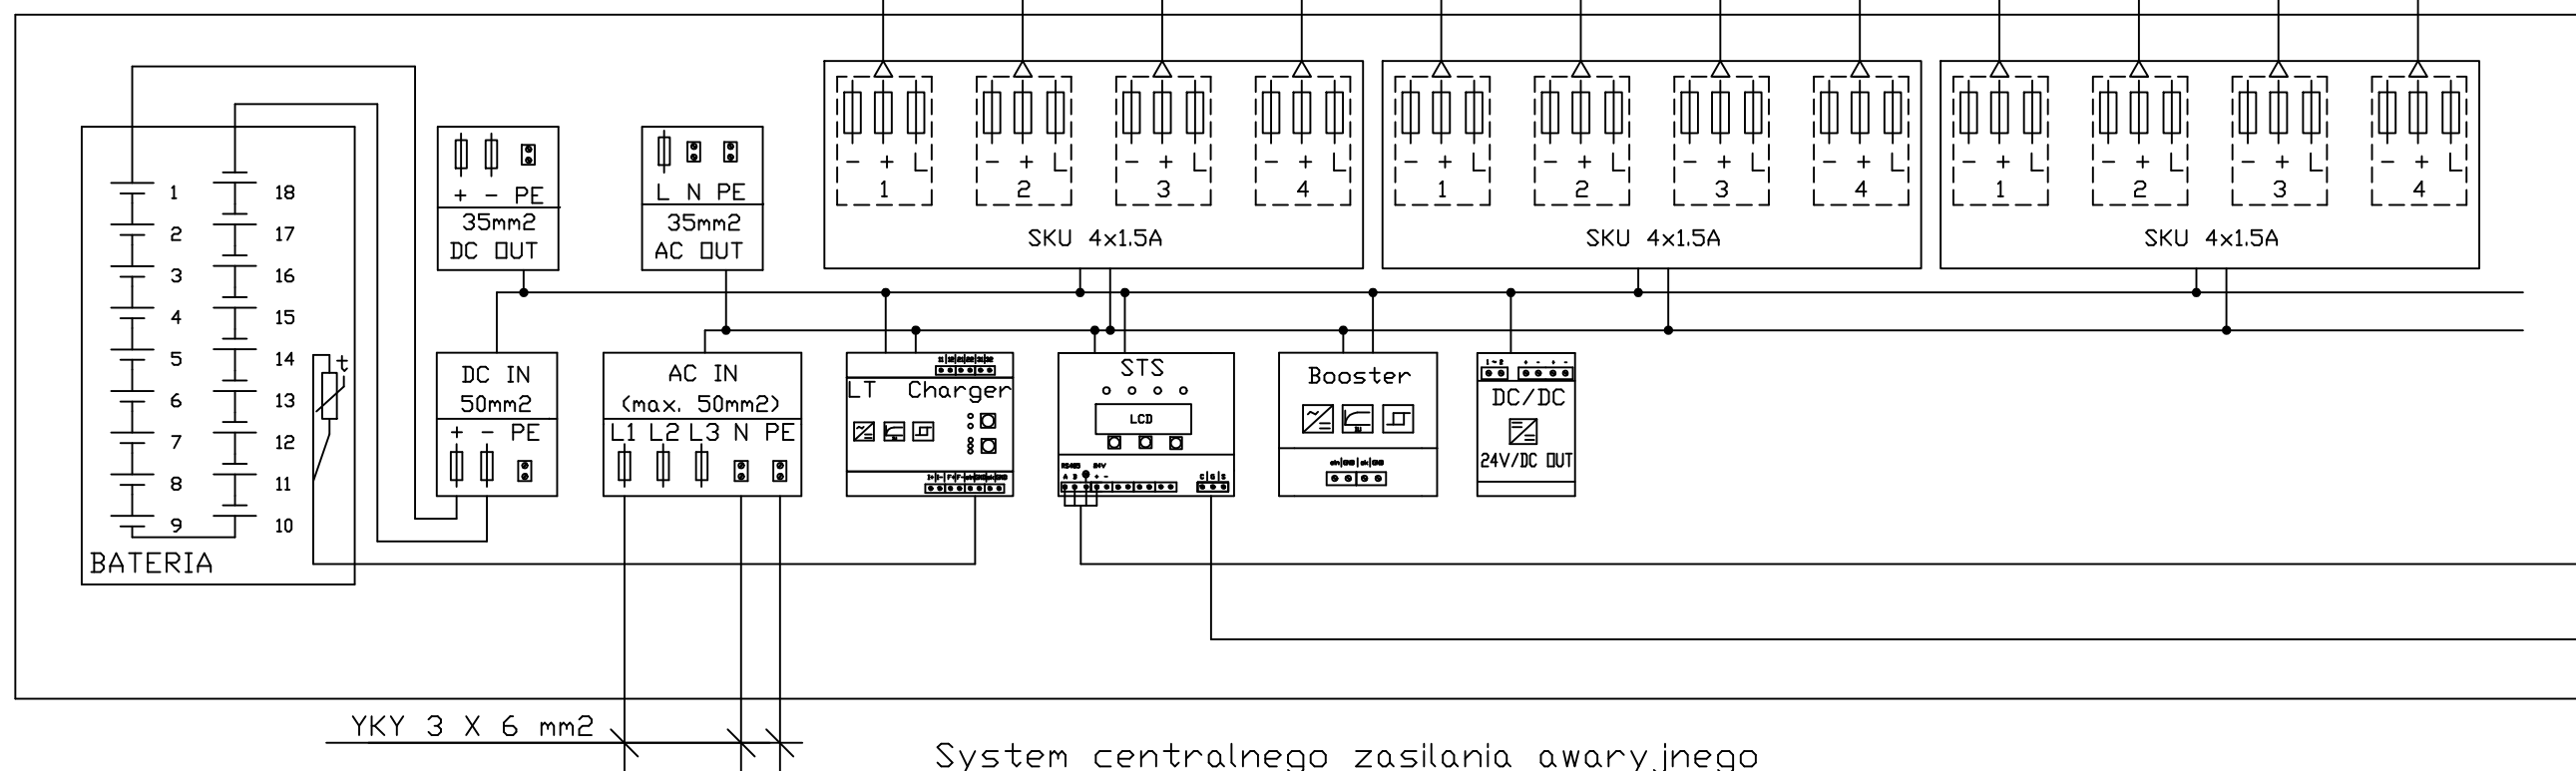 1 2 3 4
- + L - + L - + L - + L
SKU 4x1.5A
1 2 3 4
- + L - + L - + L - + L
SKU 4x1.5A
1 2 3 4
- + L - + L - + L - + L
SKU 4x1.5A
+ - PE
35mm2
DC OUT
L N PE
35mm2
AC OUT
1 18
2 17
3 16
4 15
5 14
6 13
7 12
8 11
9 10
t
BATERIA
DC IN
50mm2
+ - PE
AC IN
(max. 50mm2)
L1 L2 L3 N PE
LT Charger
STS
LCD
RS485 24V
A B + -
C G S
Booster
DC/DC
24V/DC OUT
YKY 3 X 6 mm2
System centralnego zasilania awaryjnego